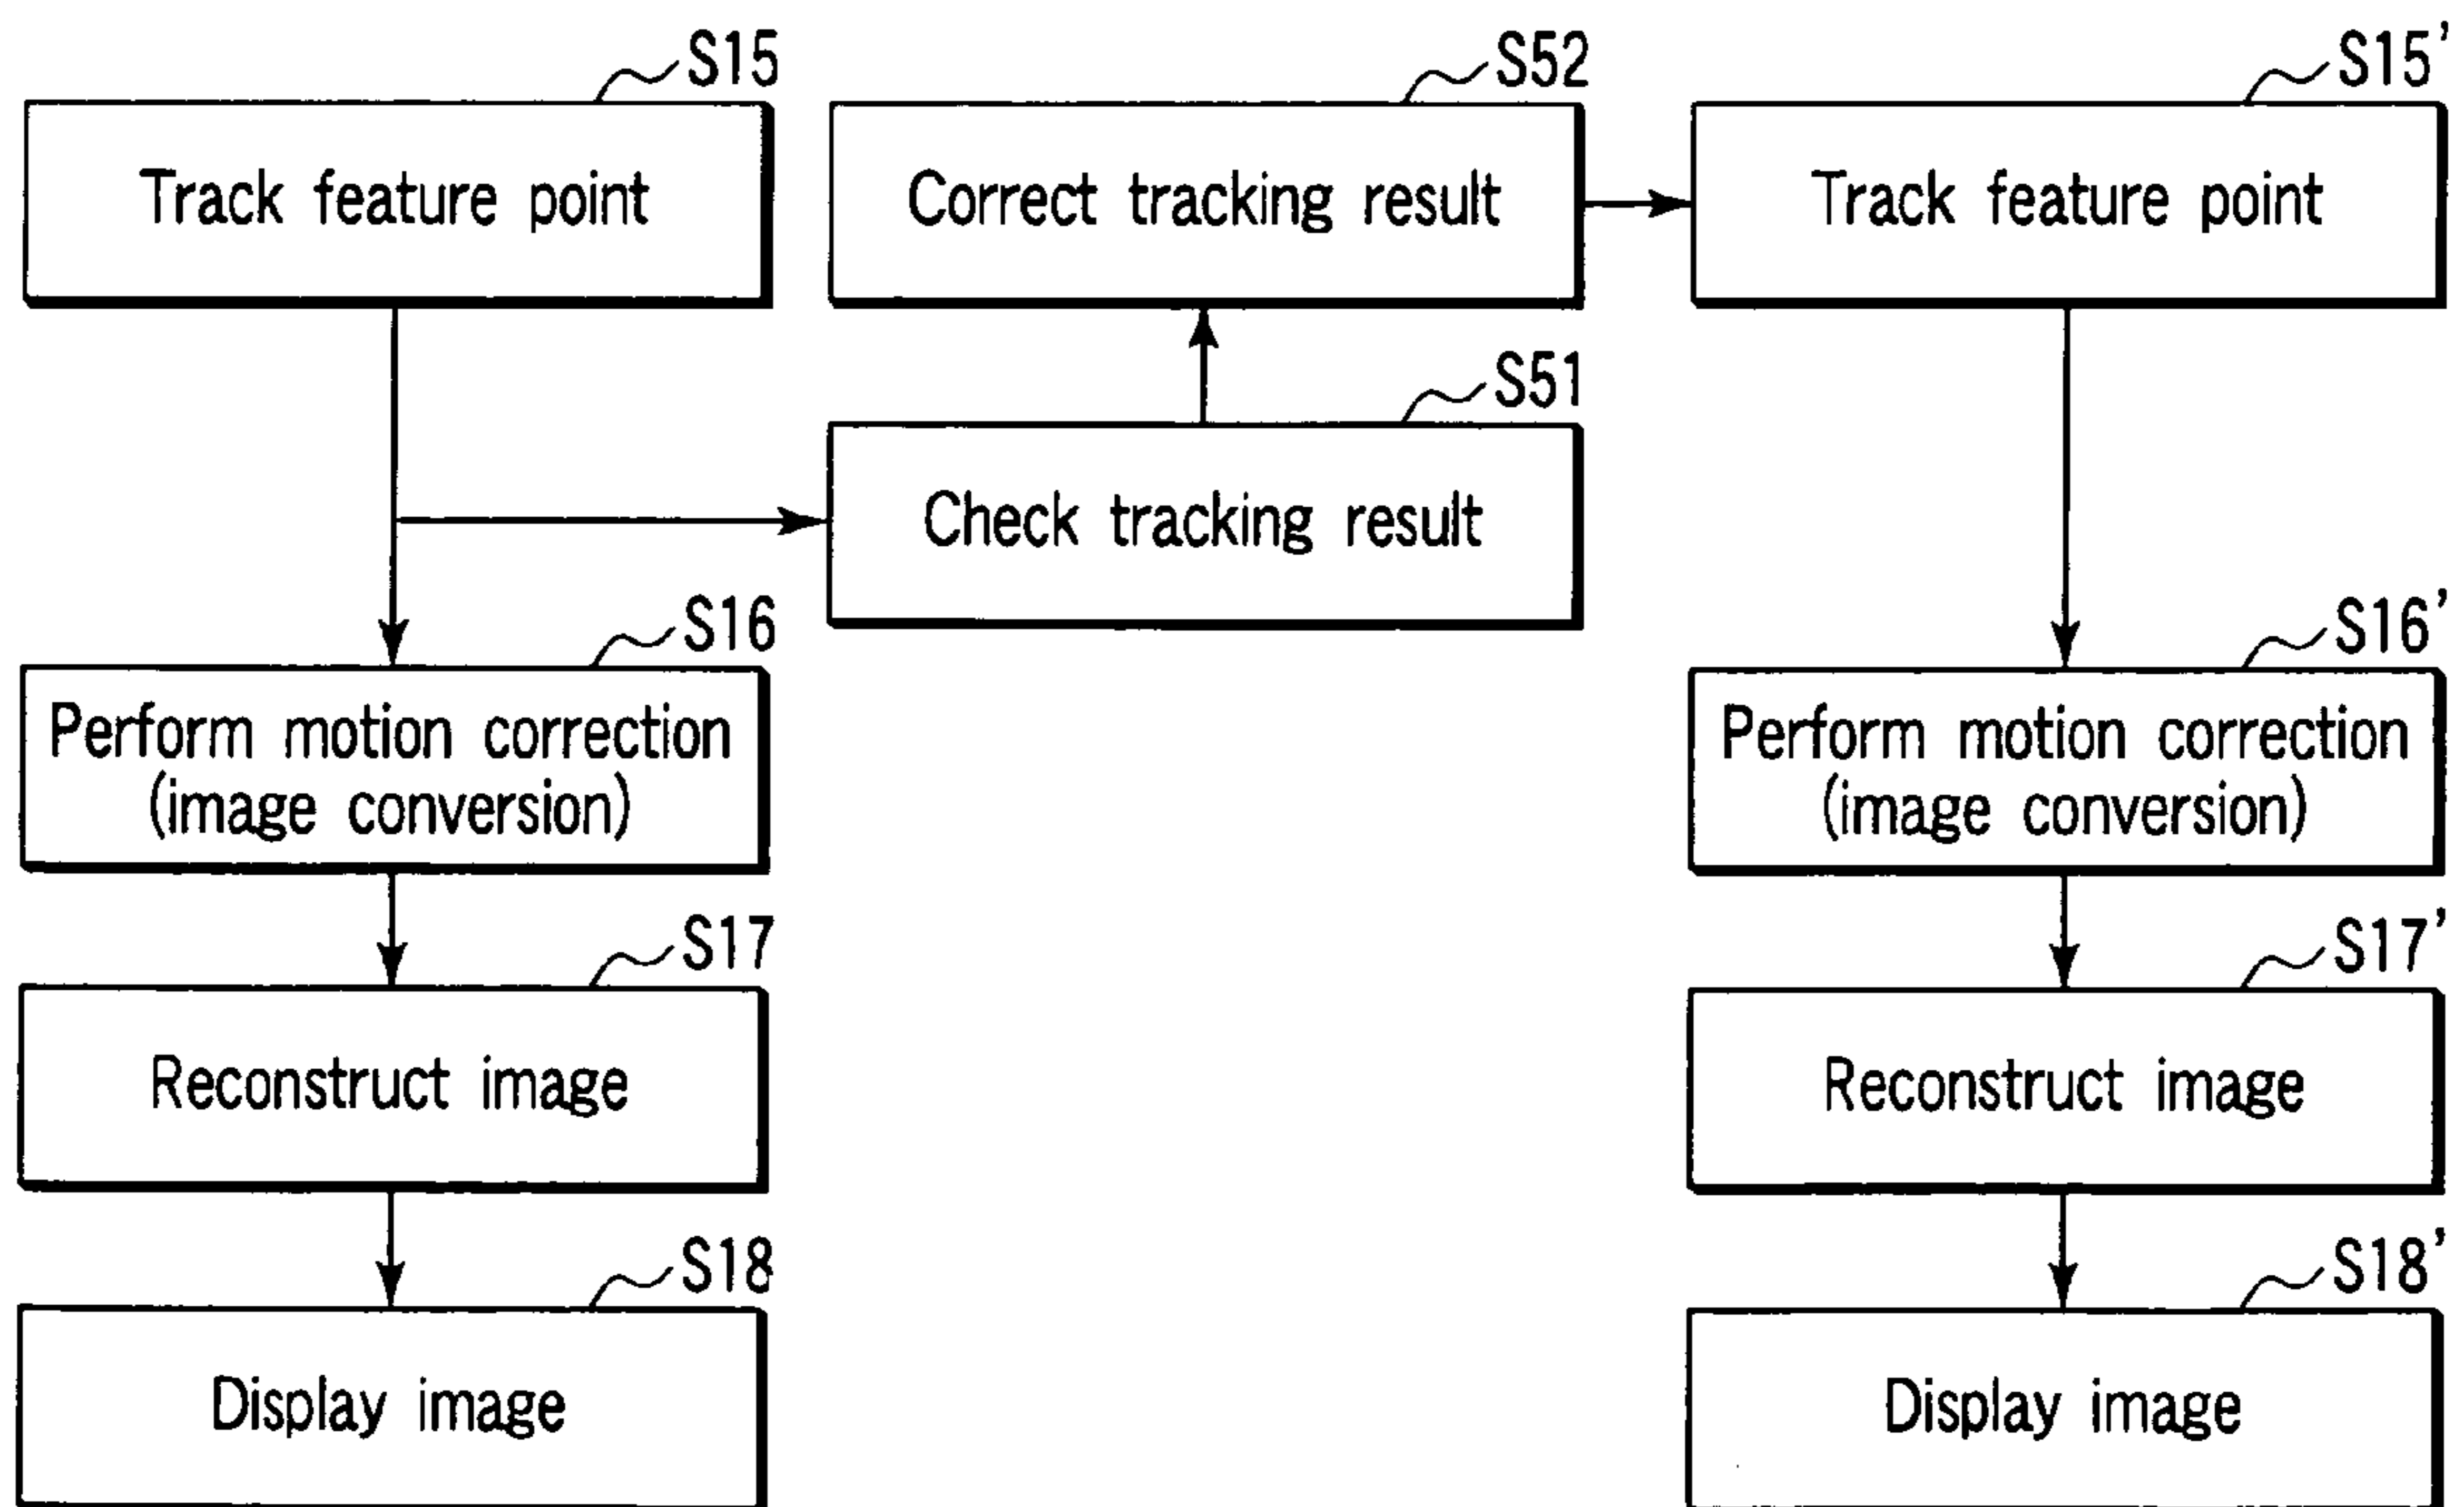 S15
Track feature point
S52
Correct tracking result
S15'
Track feature point
S51
Check tracking result
S16
Perform motion correction
(image conversion)
S16'
Perform motion correction
(image conversion)
S17
Reconstruct image
S17'
Reconstruct image
S18
Display image
S18'
Display image